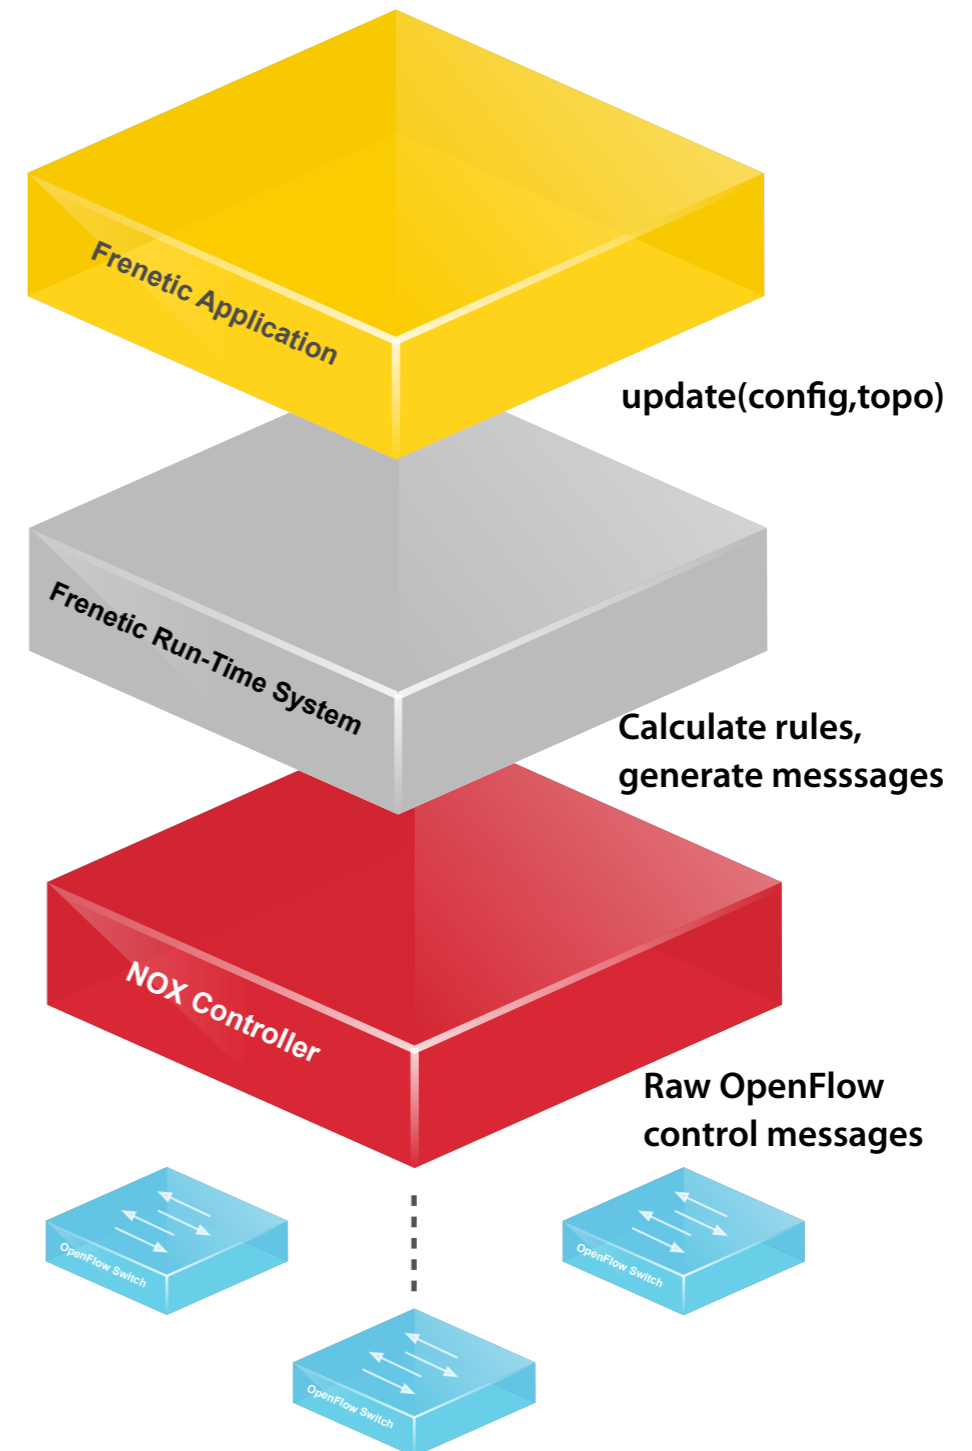 Frenetic Application
update(config,topo)
Frenetic Run-Time System
Calculate rules,
generate messsages
NOX Controller
Raw OpenFlow
control messages
OpenFlow Switch
OpenFlow Switch
OpenFlow Switch